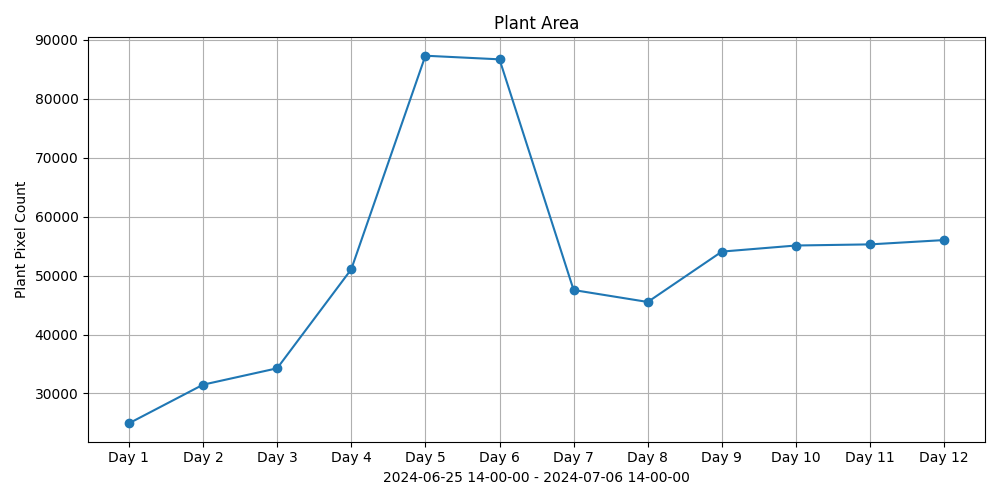 Plant Area
90000
80000
70000
60000
50000
40000
30000
Plant Pixel Count
Day 1 Day 2 Day 3 Day 4 Day 5 Day 6 Day 7 Day 8 Day 9 Day 10 Day 11 Day 12
2024-06-25 14-00-00 - 2024-07-06 14-00-00